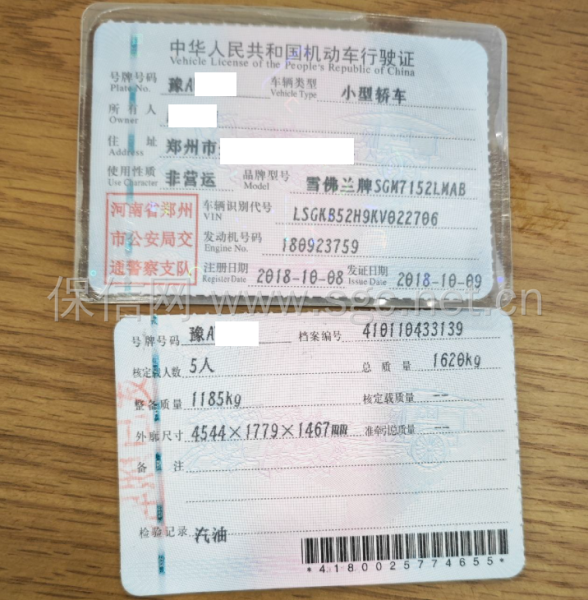 中华人民共和国机动车行驶证
Vehicle License of the People's Republic of China
号牌号码 豫A 车辆类型 小型轿车
Plate No. Vehicle Type
所有人
Owner
住址 郑州市
Address
使用性质 非营运 品牌型号 雪佛兰牌SGM7152LMAB
Use Character Model
河南省郑州市公安局交通警察支队
车辆识别代号 LSGKB52H9KV022706
VIN
发动机号码 180923759
Engine No.
注册日期 2018-10-08 发证日期 2018-10-09
Register Date Issue Date
保信网www.sgs.net.cn
号牌号码 豫A 档案编号 410110433139
核定载人数 5人 总质量 1620kg
整备质量 1185kg 核定载质量 --
外廓尺寸 4544×1779×1467mm 准牵引总质量 --
备注
检验记录 汽油
*4180025774655*